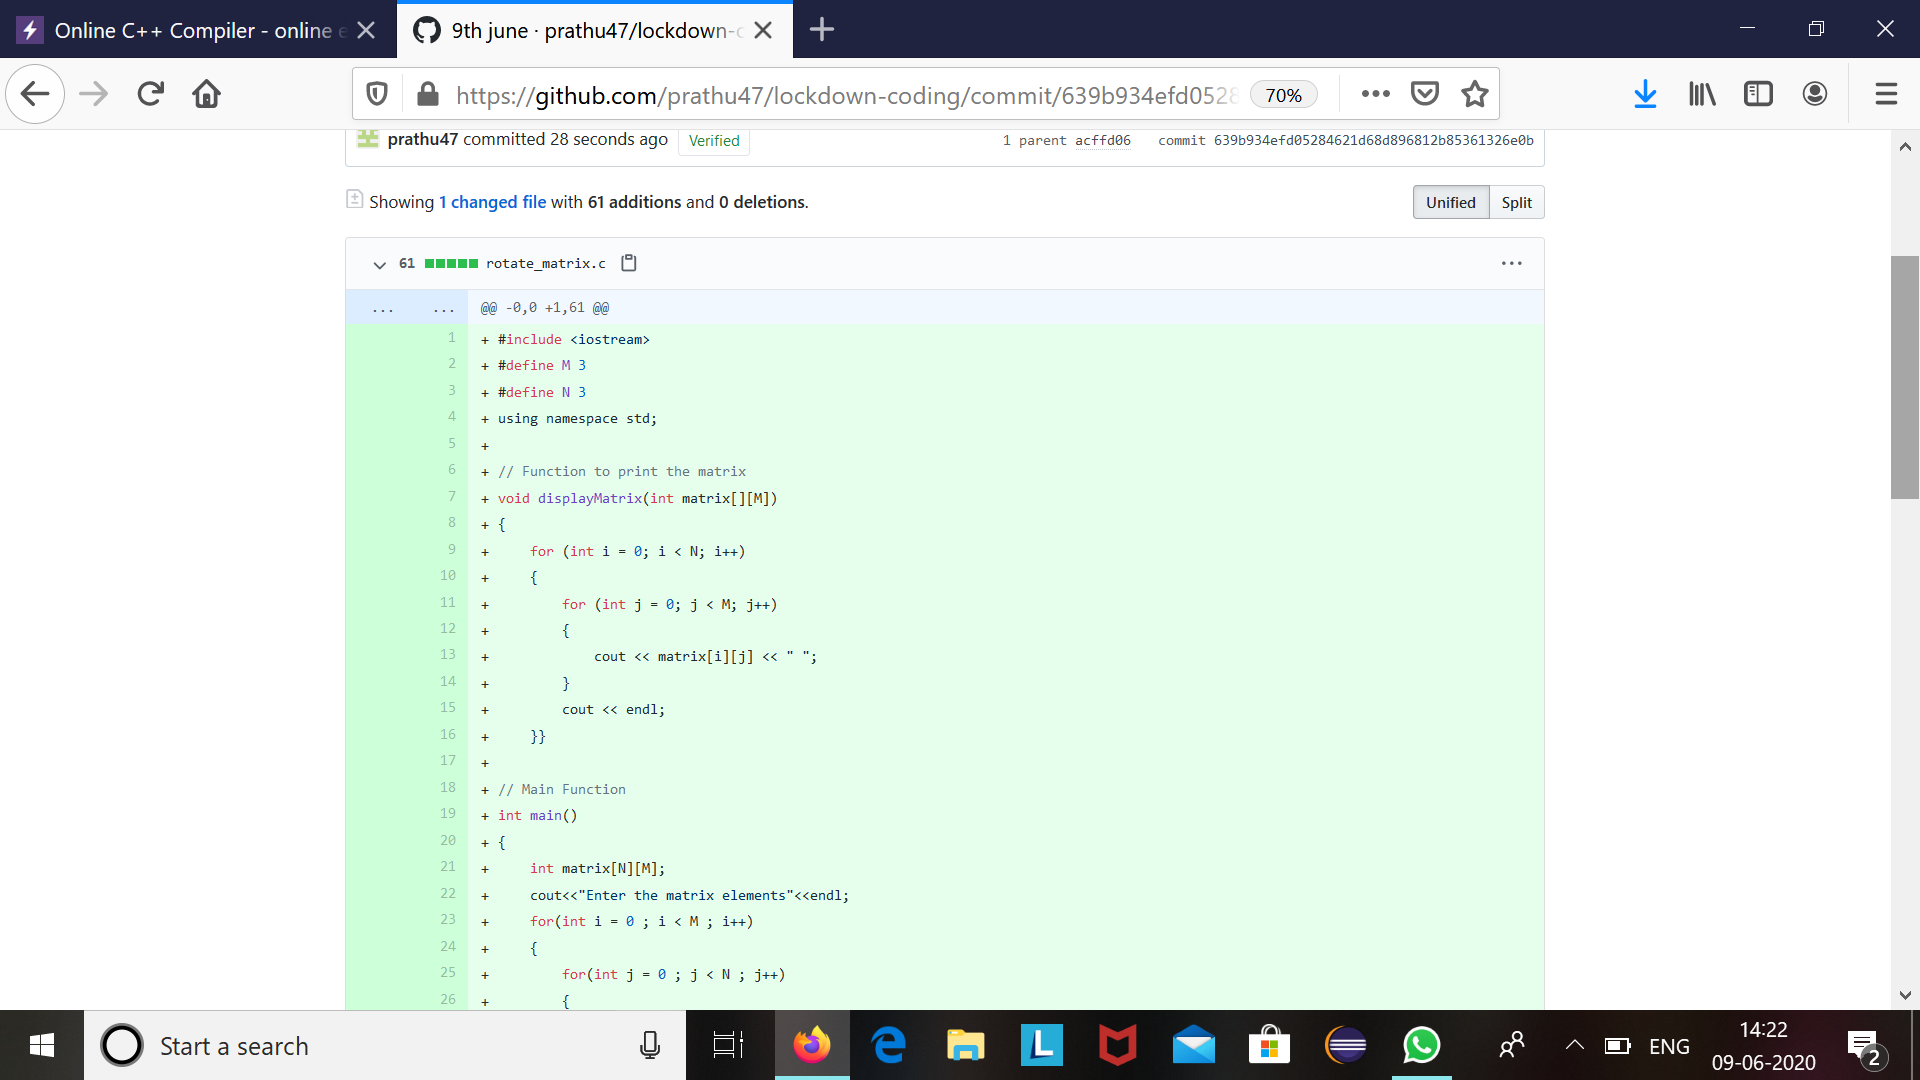 Online C++ Compiler - online e
9th june · prathu47/lockdown-c
https://github.com/prathu47/lockdown-coding/commit/639b934efd0528
70%
prathu47 committed 28 seconds ago
Verified
1 parent acffd06 commit 639b934efd05284621d68d896812b85361326e0b
Showing 1 changed file with 61 additions and 0 deletions.
Unified
Split
61 rotate_matrix.c
... ... @@ -0,0 +1,61 @@
1 + #include <iostream>
2 + #define M 3
3 + #define N 3
4 + using namespace std;
5 +
6 + // Function to print the matrix
7 + void displayMatrix(int matrix[][M])
8 + {
9 +     for (int i = 0; i < N; i++)
10 +     {
11 +         for (int j = 0; j < M; j++)
12 +         {
13 +             cout << matrix[i][j] << " ";
14 +         }
15 +         cout << endl;
16 +     }}
17 +
18 + // Main Function
19 + int main()
20 + {
21 +     int matrix[N][M];
22 +     cout<<"Enter the matrix elements"<<endl;
23 +     for(int i = 0 ; i < M ; i++)
24 +     {
25 +         for(int j = 0 ; j < N ; j++)
26 +         {
Start a search
L
ENG
14:22
09-06-2020
2